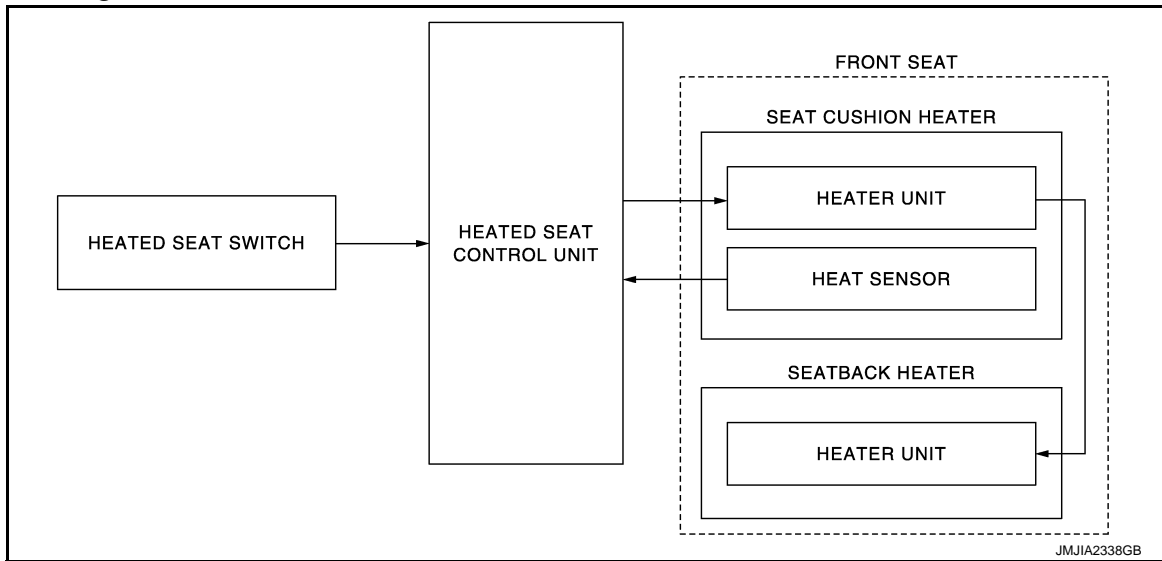 FRONT SEAT
SEAT CUSHION HEATER
HEATER UNIT
HEATED SEAT SWITCH
HEATED SEAT
CONTROL UNIT
HEAT SENSOR
SEATBACK HEATER
HEATER UNIT
JMJIA2338GB